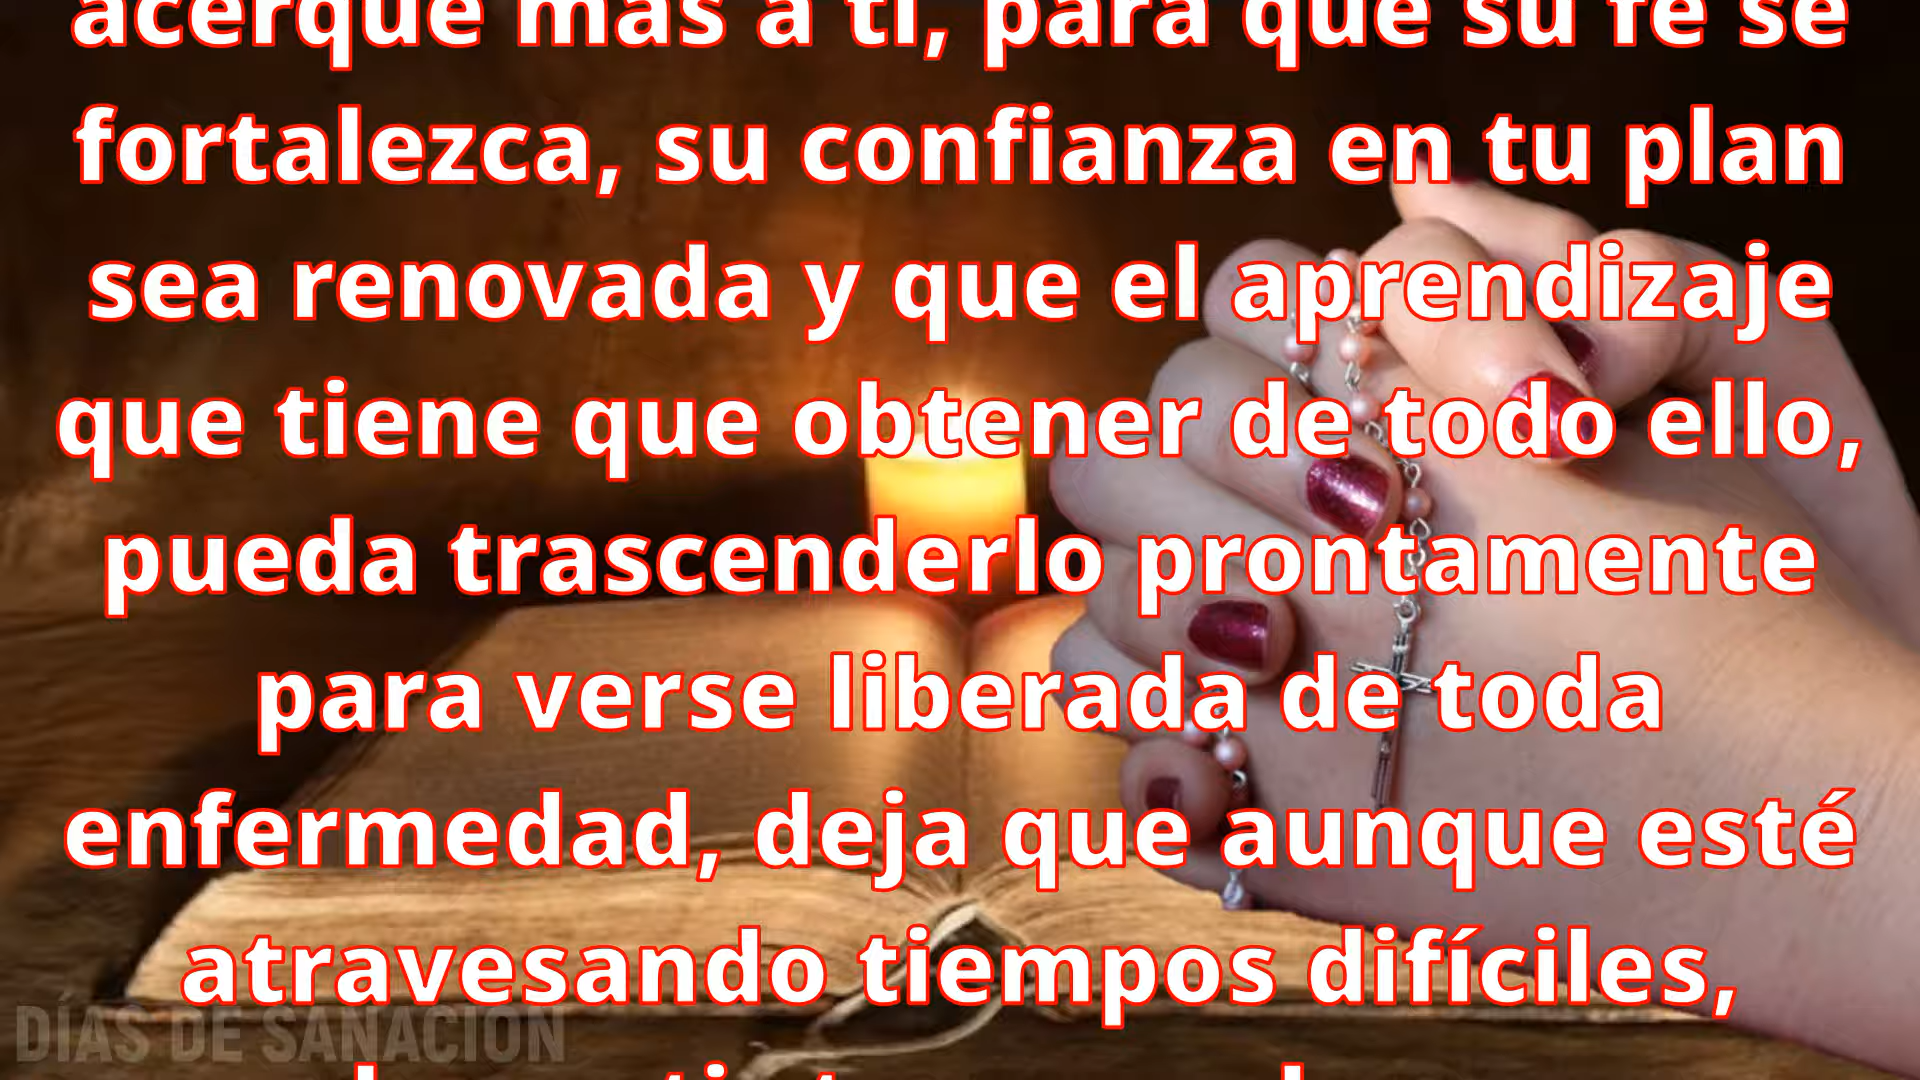 acerque más a ti, para que su fe se
fortalezca, su confianza en tu plan
sea renovada y que el aprendizaje
que tiene que obtener de todo ello,
pueda trascenderlo prontamente
para verse liberada de toda
enfermedad, deja que aunque esté
atravesando tiempos difíciles,
DÍAS DE SANACIÓN